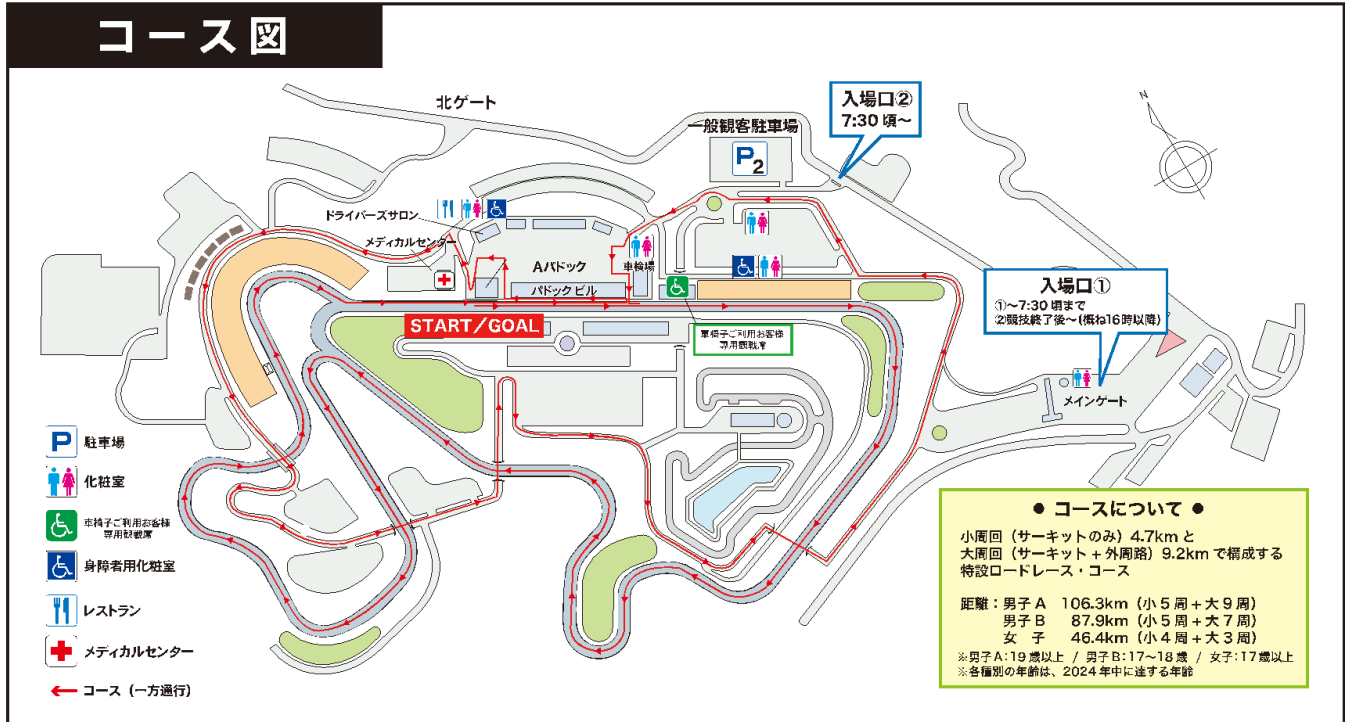 コース図
北ゲート
一般観客駐車場
P2
入場口②
7:30 頃~
N
ドライバーズサロン
メディカルセンター
Aパドック
パドックビル
車検場
START/GOAL
車椅子ご利用お客様
専用観戦席
入場口①
①~7:30 頃まで
②競技終了後~(概ね16時以降)
メインゲート
P 駐車場
化粧室
車椅子ご利用お客様
専用観戦席
身障者用化粧室
レストラン
メディカルセンター
コース(一方通行)
● コースについて ●
小周回(サーキットのみ)4.7kmと
大周回(サーキット+外周路)9.2kmで構成する
特設ロードレース・コース
距離:男子A 106.3km(小5周+大9周)
男子B 87.9km(小5周+大7周)
女 子 46.4km(小4周+大3周)
※男子A:19歳以上 / 男子B:17~18歳 / 女子:17歳以上
※各種別の年齢は、2024年中に達する年齢